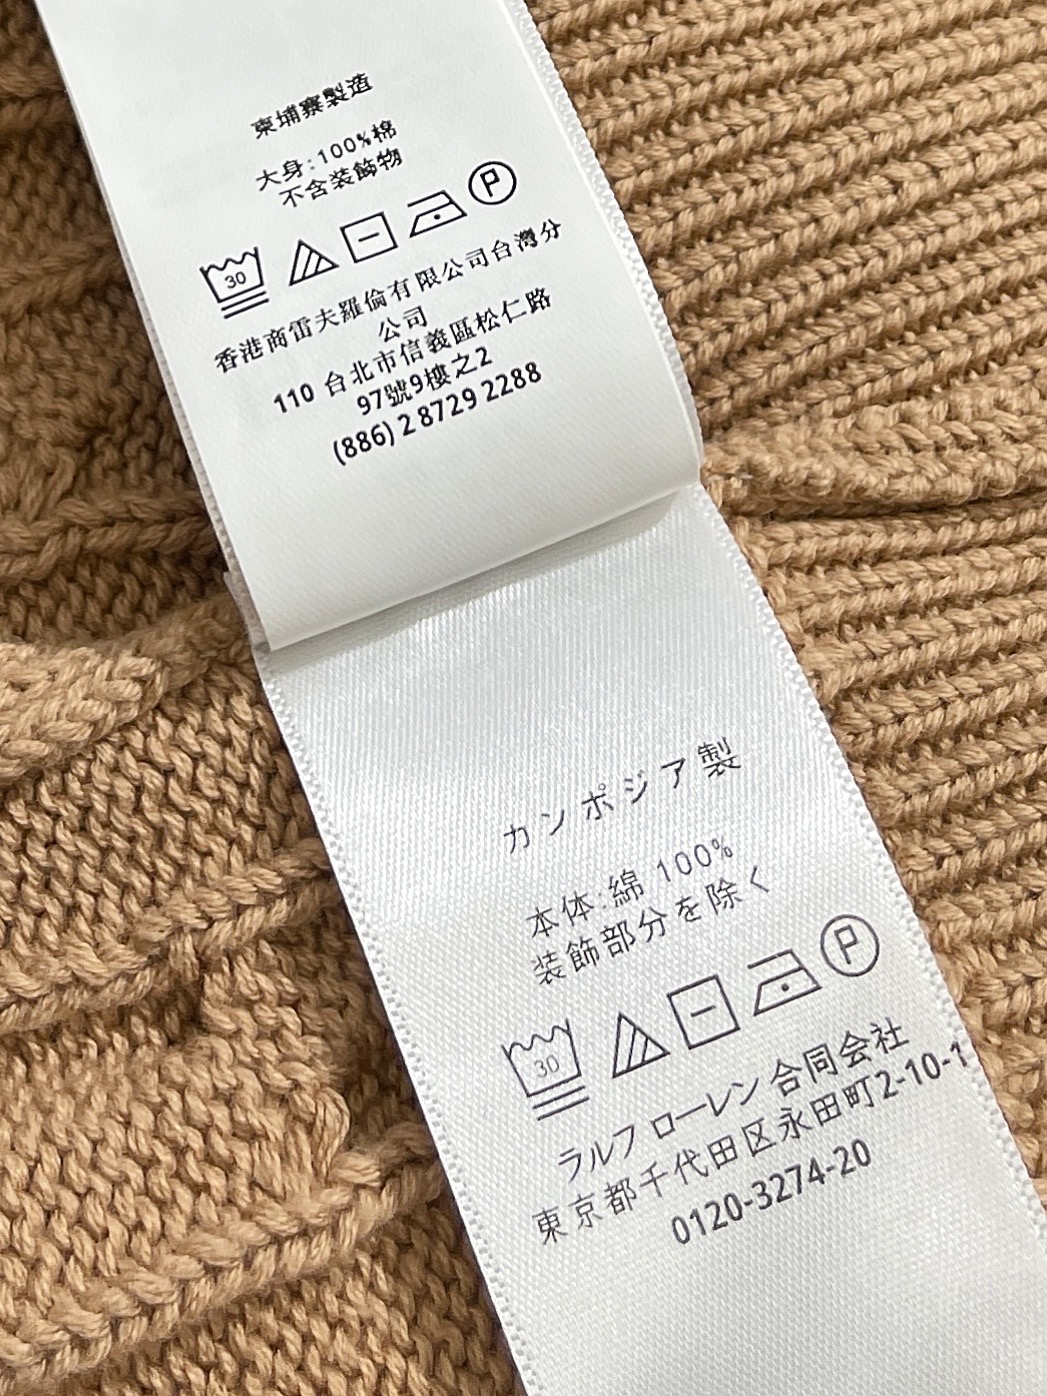 柬埔寨製造
大身:100%棉
不含装飾物
30
P
香港商雷夫羅倫有限公司台灣分
公司
110 台北市信義區松仁路
97號9樓之2
(886) 2 8729 2288
カンボジア製
本体:綿 100%
装飾部分を除く
30
P
ラルフ ローレン 合同会社
東京都千代田区永田町2-10-1
0120-3274-20